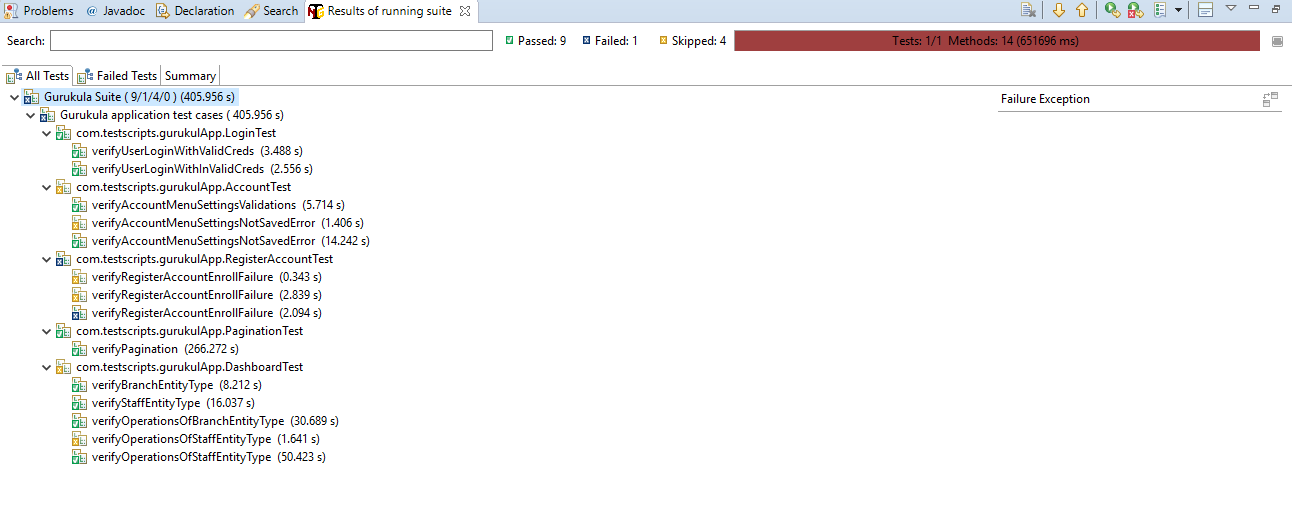 Problems @ Javadoc Declaration Search Results of running suite
Search: Passed: 9 Failed: 1 Skipped: 4 Tests: 1/1 Methods: 14 (651696 ms)
All Tests Failed Tests Summary
Gurukula Suite ( 9/1/4/0 ) (405.956 s)
Failure Exception
Gurukula application test cases ( 405.956 s)
com.testscripts.gurukulApp.LoginTest
verifyUserLoginWithValidCreds (3.488 s)
verifyUserLoginWithInValidCreds (2.556 s)
com.testscripts.gurukulApp.AccountTest
verifyAccountMenuSettingsValidations (5.714 s)
verifyAccountMenuSettingsNotSavedError (1.406 s)
verifyAccountMenuSettingsNotSavedError (14.242 s)
com.testscripts.gurukulApp.RegisterAccountTest
verifyRegisterAccountEnrollFailure (0.343 s)
verifyRegisterAccountEnrollFailure (2.839 s)
verifyRegisterAccountEnrollFailure (2.094 s)
com.testscripts.gurukulApp.PaginationTest
verifyPagination (266.272 s)
com.testscripts.gurukulApp.DashboardTest
verifyBranchEntityType (8.212 s)
verifyStaffEntityType (16.037 s)
verifyOperationsOfBranchEntityType (30.689 s)
verifyOperationsOfStaffEntityType (1.641 s)
verifyOperationsOfStaffEntityType (50.423 s)